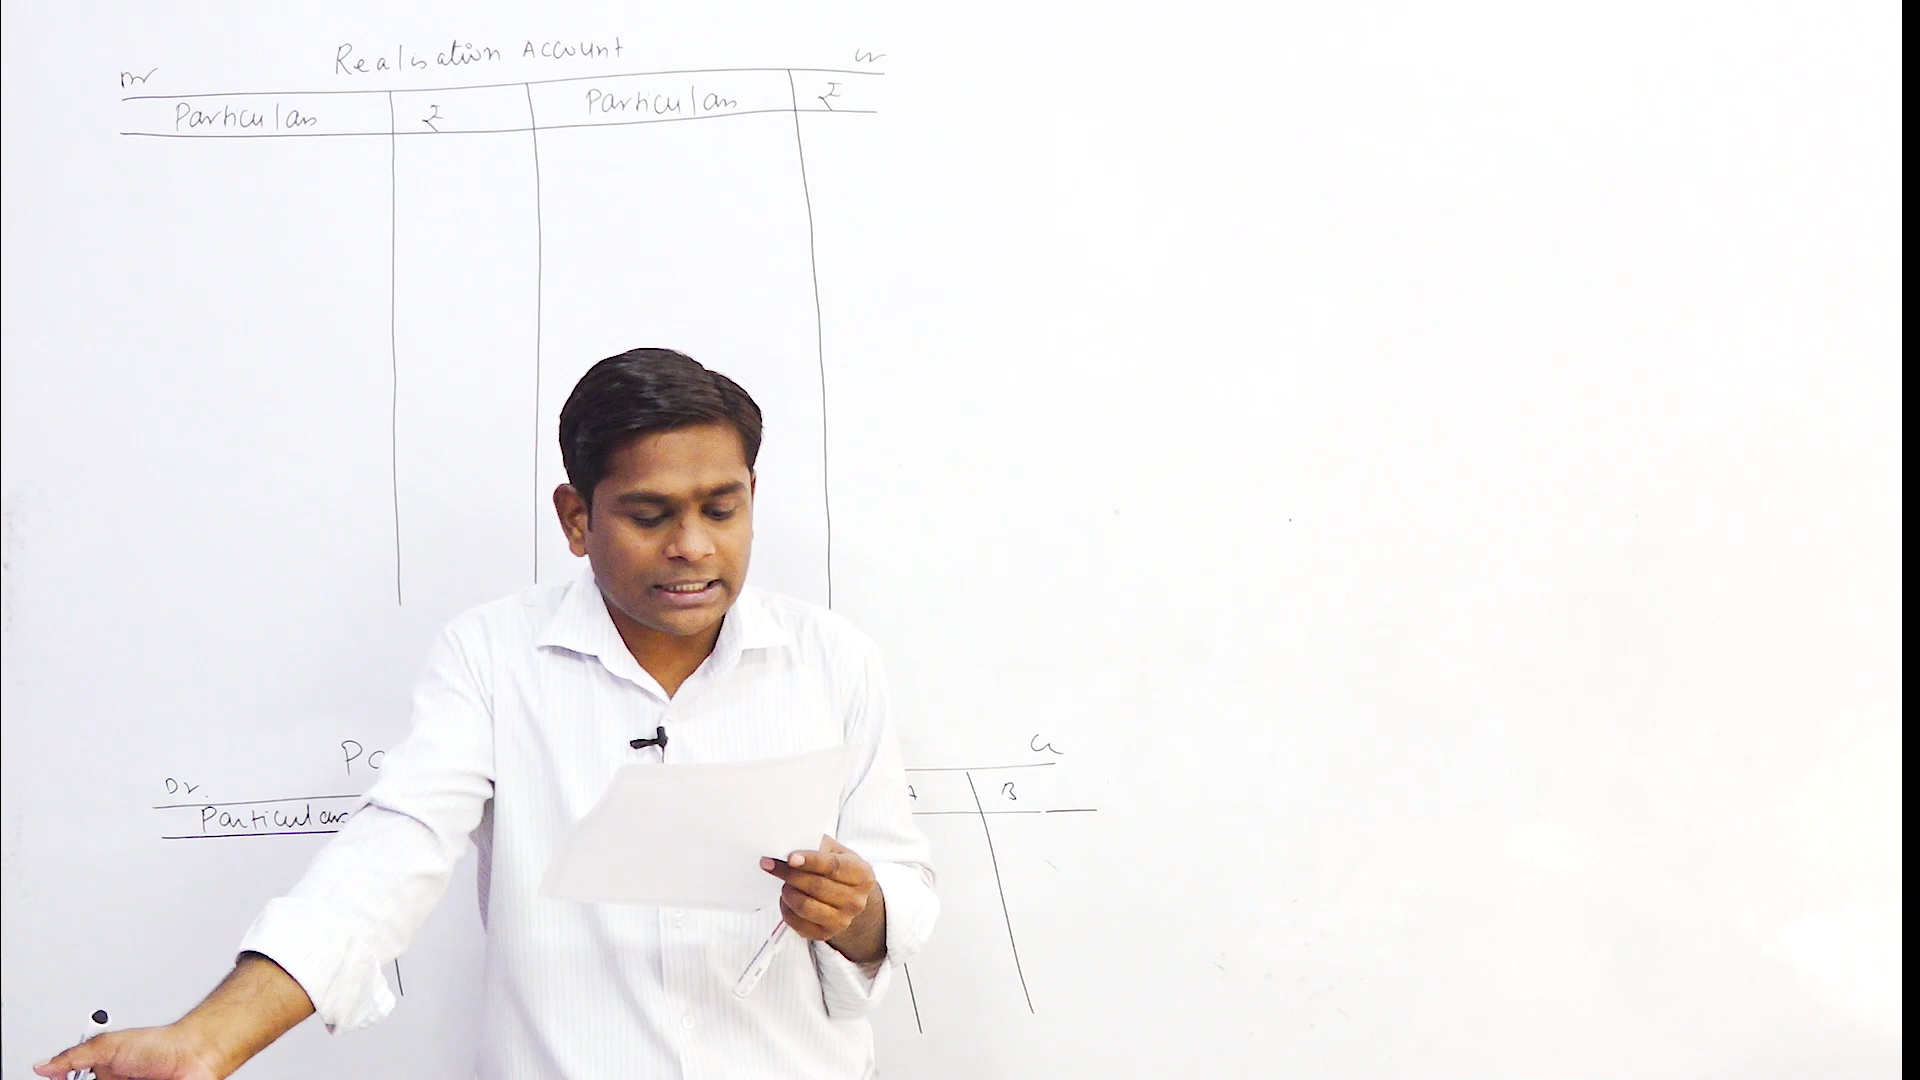 Realisation Account
Dr Cr
Particulars ₹ Particulars ₹
Dr. Cr
Particulars A B